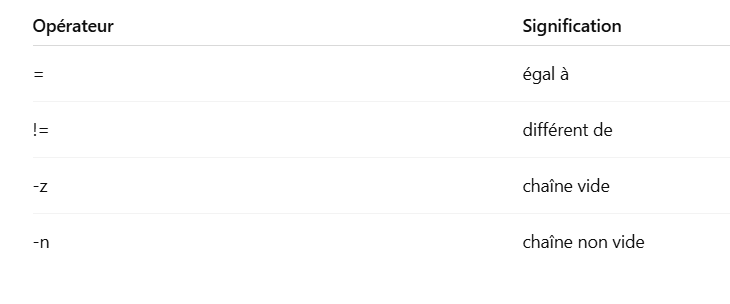 Opérateur Signification
= égal à
!= différent de
-z chaîne vide
-n chaîne non vide